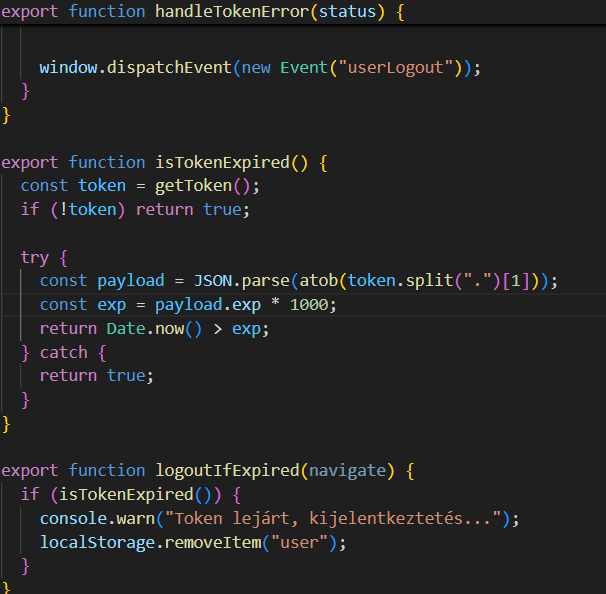 export function handleTokenError(status) {
window.dispatchEvent(new Event("userLogout"));
}
}
export function isTokenExpired() {
const token = getToken();
if (!token) return true;
try {
const payload = JSON.parse(atob(token.split(".")[1]));
const exp = payload.exp * 1000;
return Date.now() > exp;
} catch {
return true;
}
}
export function logoutIfExpired(navigate) {
if (isTokenExpired()) {
console.warn("Token lejárt, kijelentkeztetés...");
localStorage.removeItem("user");
}
}